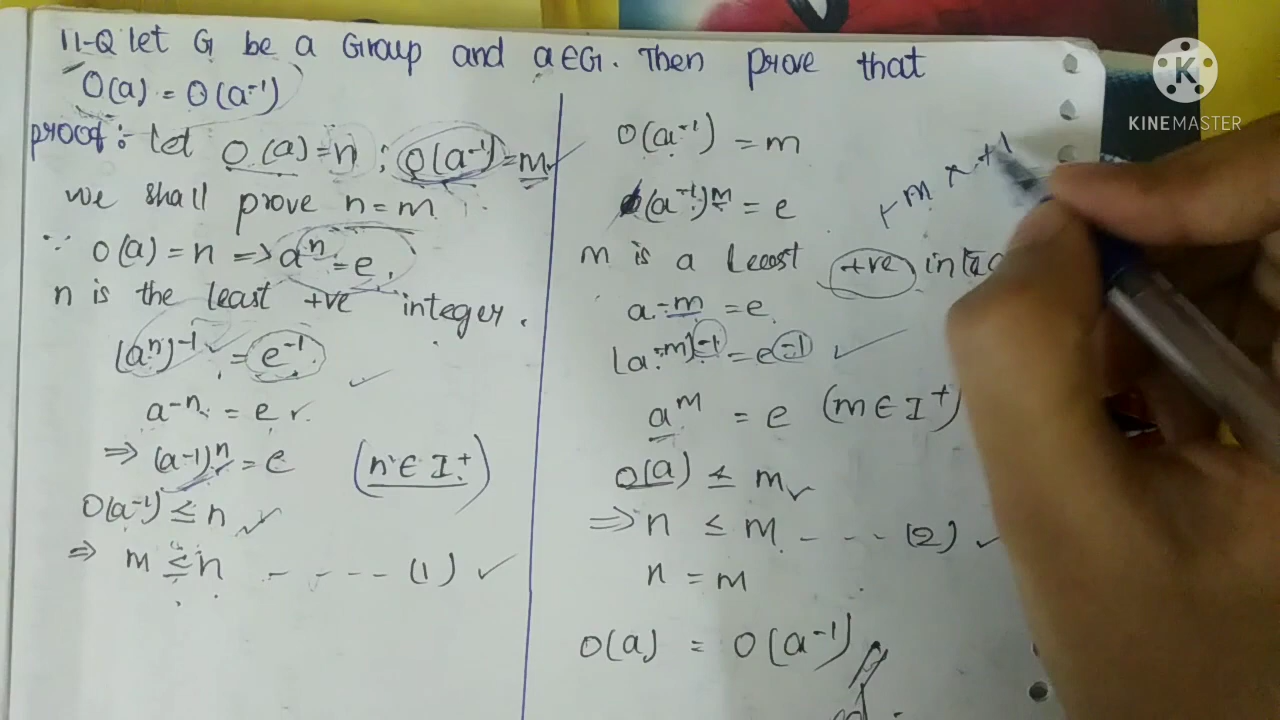 11-Q let G be a Group and a∈G. Then prove that
O(a) = O(a⁻¹)
proof:- Let O(a)=n ; O(a⁻¹)=m
we shall prove n=m.
∵ O(a) = n ⇒ aⁿ=e.
n is the least +ve integer.
(aⁿ)⁻¹ = e⁻¹.
a⁻ⁿ = e
⇒ (a-1)ⁿ = e (n∈I⁺)
O(a⁻¹) ≤ n
⇒ m ≤ n - - - - - (1)
O(a⁻¹) = m
(a⁻¹)ᵐ = e
m is a Least +ve
a⁻ᵐ = e.
(a⁻ᵐ)⁻¹ = e⁻¹
aᵐ = e (m∈I⁺)
O(a) ≤ m
⇒ n ≤ m - - - (2)
n = m
O(a) = O(a⁻¹)
- m × +1
K
KINEMASTER